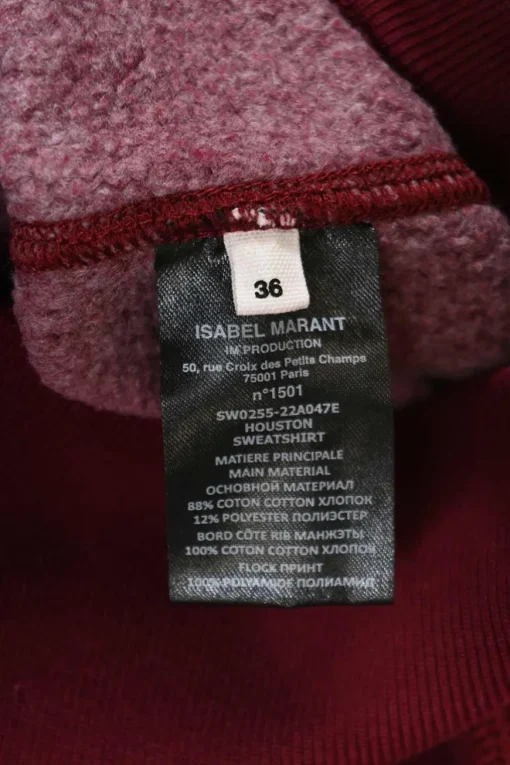 36
ISABEL MARANT
IM PRODUCTION
50, rue Croix des Petits Champs
75001 Paris
n°1501
SW0255-22A047E
HOUSTON
SWEATSHIRT
MATIERE PRINCIPALE
MAIN MATERIAL
ОСНОВНОЙ МАТЕРИАЛ
88% COTON COTTON ХЛОПОК
12% POLYESTER ПОЛИЭСТЕР
BORD CÔTE RIB МАНЖЕТЫ
100% COTON COTTON ХЛОПОК
FLOCK ПРИНТ
100% POLYAMIDE ПОЛИАМИД